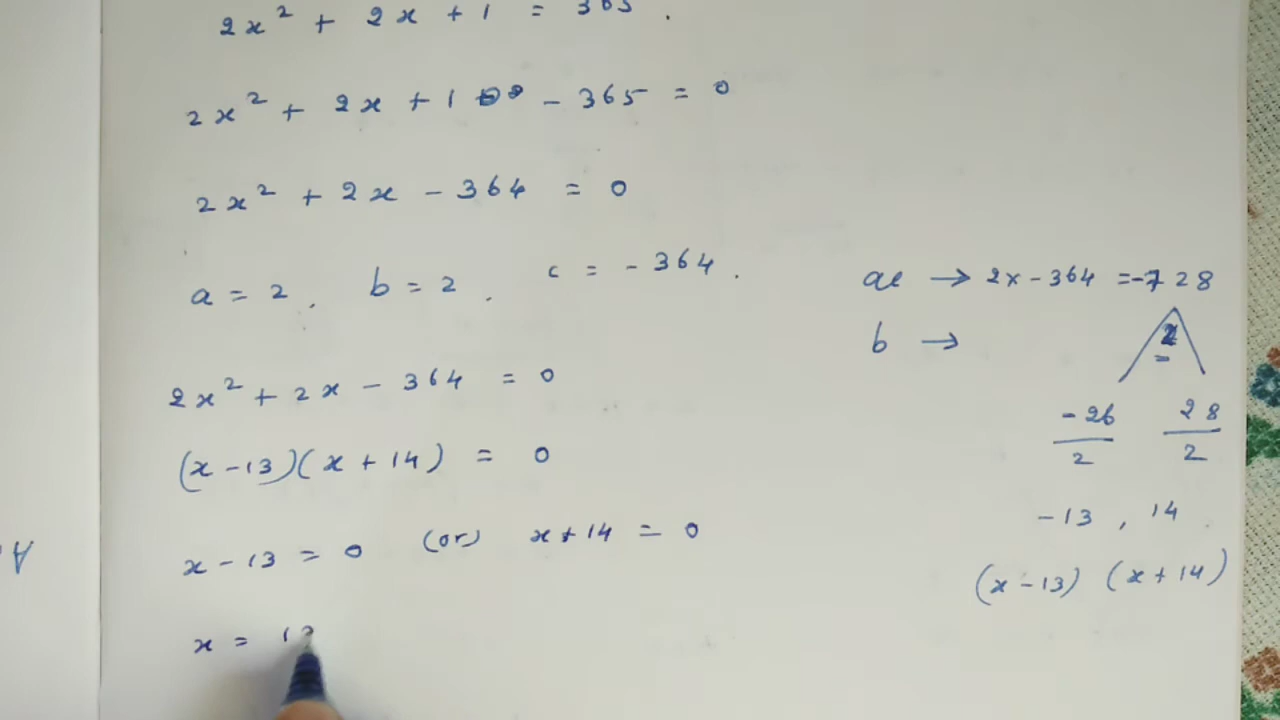 2x² + 2x + 1 = 365 .
2x² + 2x + 1 - 365 = 0
2x² + 2x - 364 = 0
a = 2 , b = 2 , c = - 364 .
2x² + 2x - 364 = 0
(x - 13)(x + 14) = 0
x - 13 = 0 (or) x + 14 = 0
x = 13
ac → 2x - 364 = -728
b → 2
-26/2 28/2
-13 , 14
(x - 13) (x + 14)